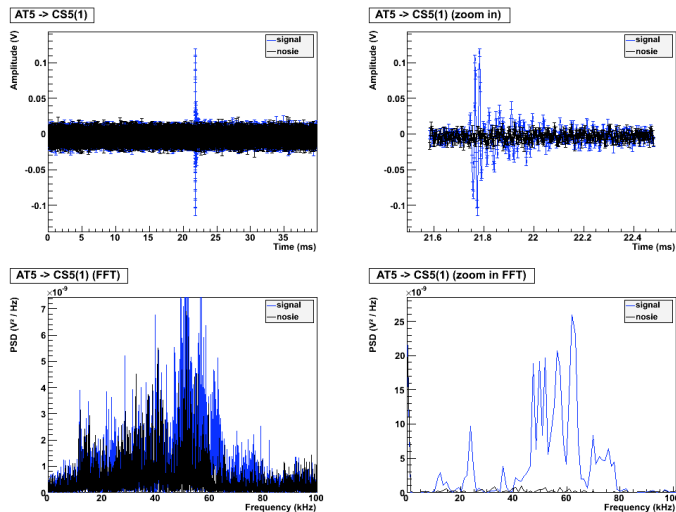 AT5 -> CS5(1)
Amplitude (V)
signal
nosie
0.1
0.05
0
-0.05
-0.1
0 5 10 15 20 25 30 35
Time (ms)
AT5 -> CS5(1) (zoom in)
Amplitude (V)
signal
nosie
0.1
0.05
0
-0.05
-0.1
21.6 21.8 22 22.2 22.4
Time (ms)
AT5 -> CS5(1) (FFT)
×10⁻⁹
PSD (V² / Hz)
signal
nosie
7
6
5
4
3
2
1
0
0 20 40 60 80 100
Frequency (kHz)
AT5 -> CS5(1) (zoom in FFT)
×10⁻⁹
PSD (V² / Hz)
signal
nosie
25
20
15
10
5
0
0 20 40 60 80 100
Frequency (kHz)